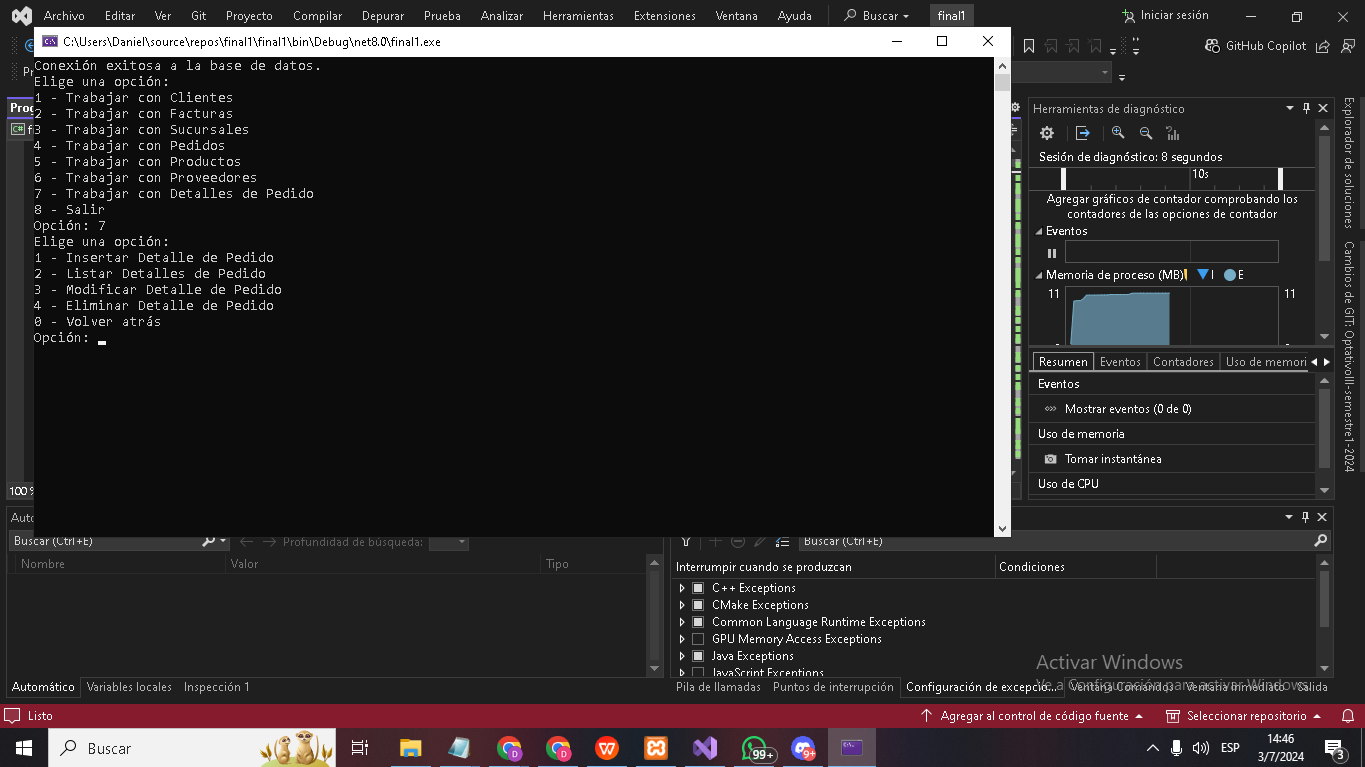 Archivo Editar Ver Git Proyecto Compilar Depurar Prueba Analizar Herramientas Extensiones Ventana Ayuda Buscar final1 Iniciar sesión
C:\Users\Daniel\source\repos\final1\final1\bin\Debug\net8.0\final1.exe
GitHub Copilot
Conexión exitosa a la base de datos.
Elige una opción:
1 - Trabajar con Clientes
2 - Trabajar con Facturas
3 - Trabajar con Sucursales
4 - Trabajar con Pedidos
5 - Trabajar con Productos
6 - Trabajar con Proveedores
7 - Trabajar con Detalles de Pedido
8 - Salir
Opción: 7
Elige una opción:
1 - Insertar Detalle de Pedido
2 - Listar Detalles de Pedido
3 - Modificar Detalle de Pedido
4 - Eliminar Detalle de Pedido
0 - Volver atrás
Opción:
100 %
Herramientas de diagnóstico
Sesión de diagnóstico: 8 segundos
10s
Agregar gráficos de contador comprobando los
contadores de las opciones de contador
Eventos
Memoria de proceso (MB) I E
11 11
Resumen Eventos Contadores Uso de memori
Eventos
Mostrar eventos (0 de 0)
Uso de memoria
Tomar instantánea
Uso de CPU
Explorador de soluciones
Cambios de GIT: OptativoIII-semestre1-2024
Buscar (Ctrl+E) Profundidad de búsqueda:
Nombre Valor Tipo
Automático Variables locales Inspección 1
Buscar (Ctrl+E)
Interrumpir cuando se produzcan Condiciones
C++ Exceptions
CMake Exceptions
Common Language Runtime Exceptions
GPU Memory Access Exceptions
Java Exceptions
JavaScript Exceptions
Pila de llamadas Puntos de interrupción Configuración de excepcio... Ventana Comandos Ventana Inmediato Salida
Activar Windows
Ve a Configuración para activar Windows.
Listo
Agregar al control de código fuente Seleccionar repositorio
Buscar
99+
9+
ESP
14:46
3/7/2024
3